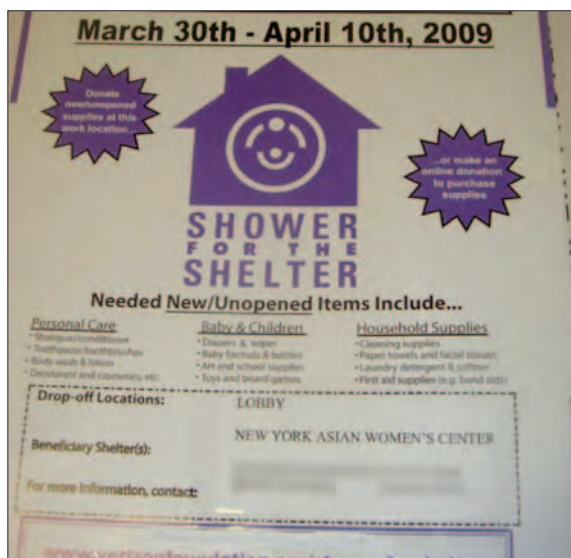 March 30th - April 10th, 2009
Donate
new/unopened
supplies at this
work location...
...or make an
online donation
to purchase
supplies
SHOWER
FOR THE
SHELTER
Needed New/Unopened Items Include...
Personal Care
• Shampoo/conditioner
• Toothpaste/toothbrushes
• Body wash & lotion
• Deodorant and cosmetics, etc.
Baby & Children
• Diapers & wipes
• Baby formula & bottles
• Art and school supplies
• Toys and board games
Household Supplies
• Cleaning supplies
• Paper towels and facial tissues
• Laundry detergent & softner
• First aid supplies (e.g. band aids)
Drop-off Locations: LOBBY
Beneficiary Shelter(s): NEW YORK ASIAN WOMEN'S CENTER
For more Information, contact: